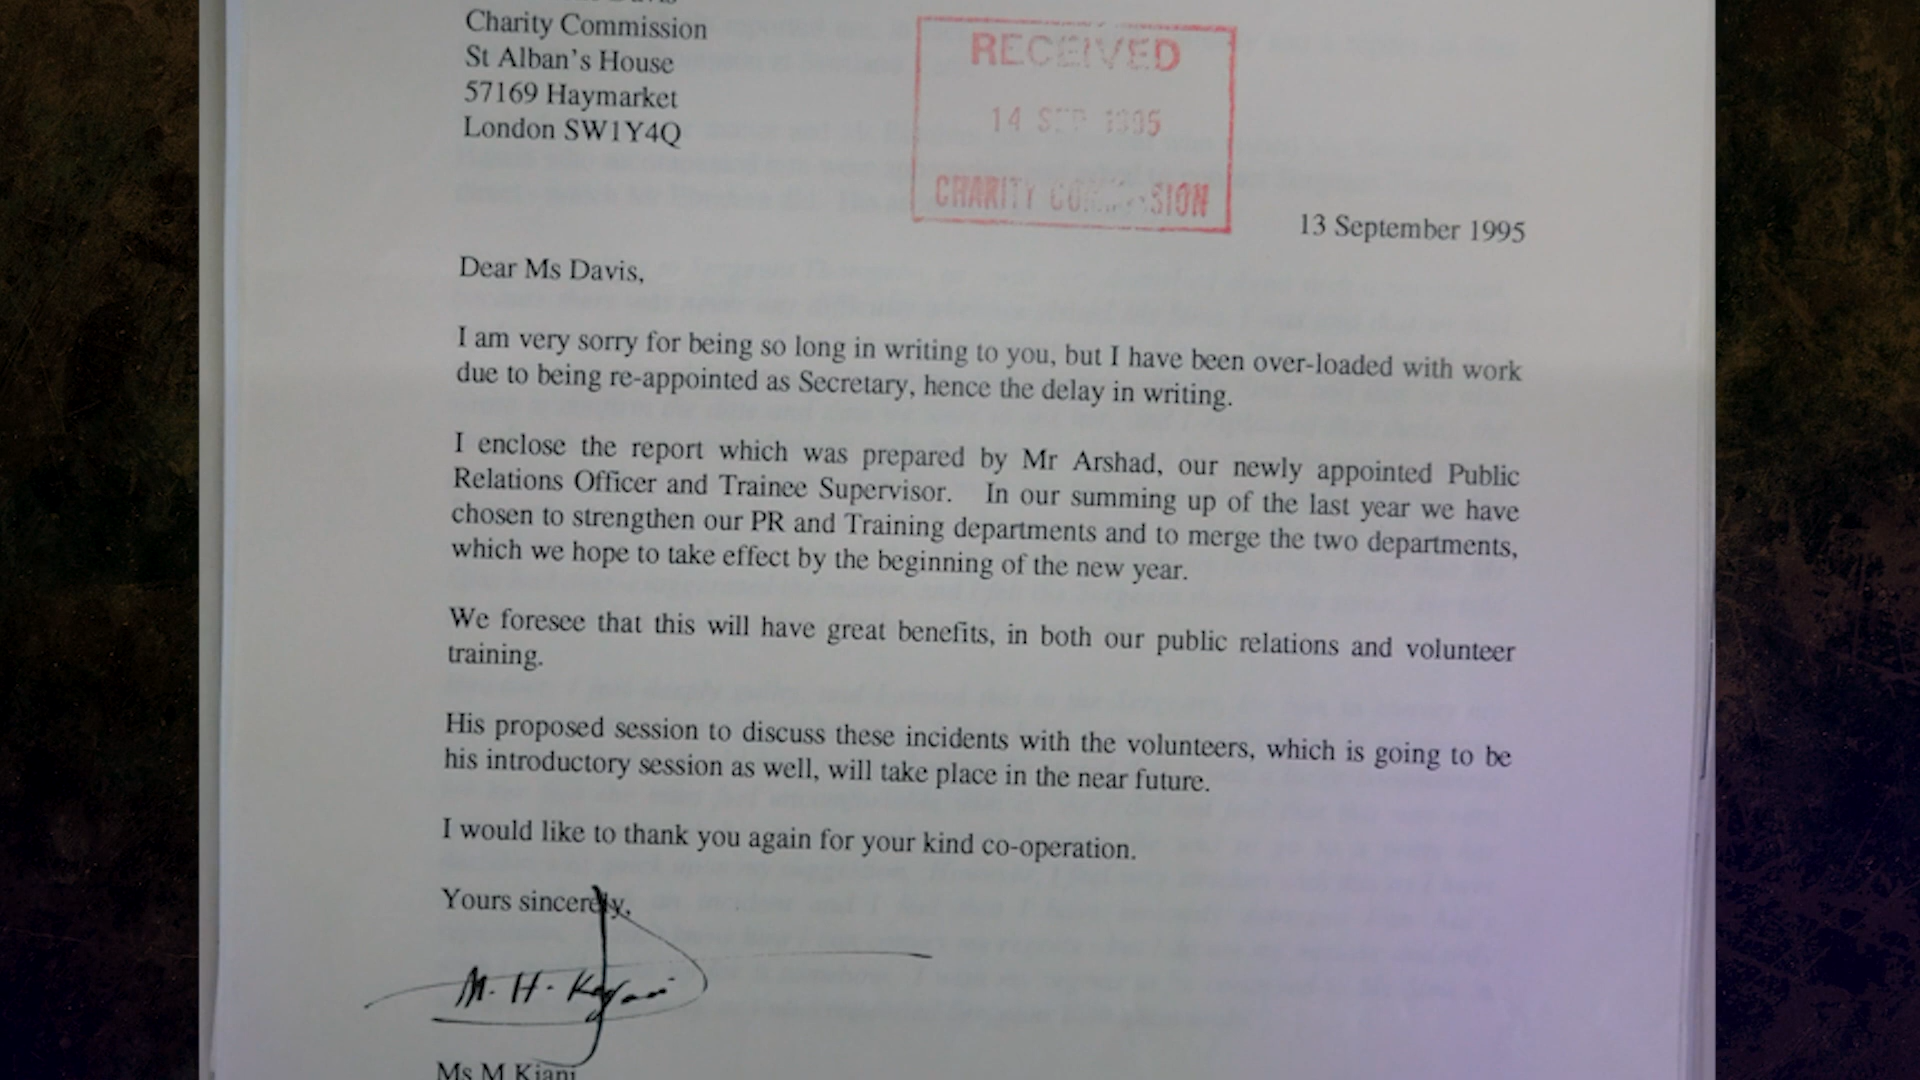 Charity Commission
St Alban's House
57169 Haymarket
London SW1Y4Q
RECEIVED
14 SEP 1995
CHARITY COMMISSION
13 September 1995
Dear Ms Davis,
I am very sorry for being so long in writing to you, but I have been over-loaded with work
due to being re-appointed as Secretary, hence the delay in writing.
I enclose the report which was prepared by Mr Arshad, our newly appointed Public
Relations Officer and Trainee Supervisor. In our summing up of the last year we have
chosen to strengthen our PR and Training departments and to merge the two departments,
which we hope to take effect by the beginning of the new year.
We foresee that this will have great benefits, in both our public relations and volunteer
training.
His proposed session to discuss these incidents with the volunteers, which is going to be
his introductory session as well, will take place in the near future.
I would like to thank you again for your kind co-operation.
Yours sincerely,
M. H. 
Ms M Kiani